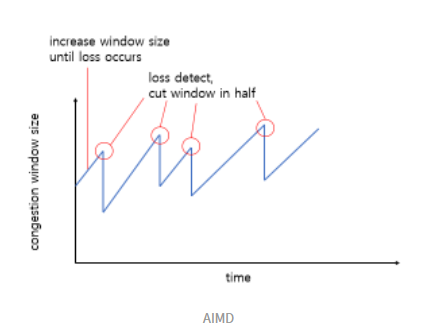 increase window size
until loss occurs
loss detect,
cut window in half
congestion window size
time
AIMD